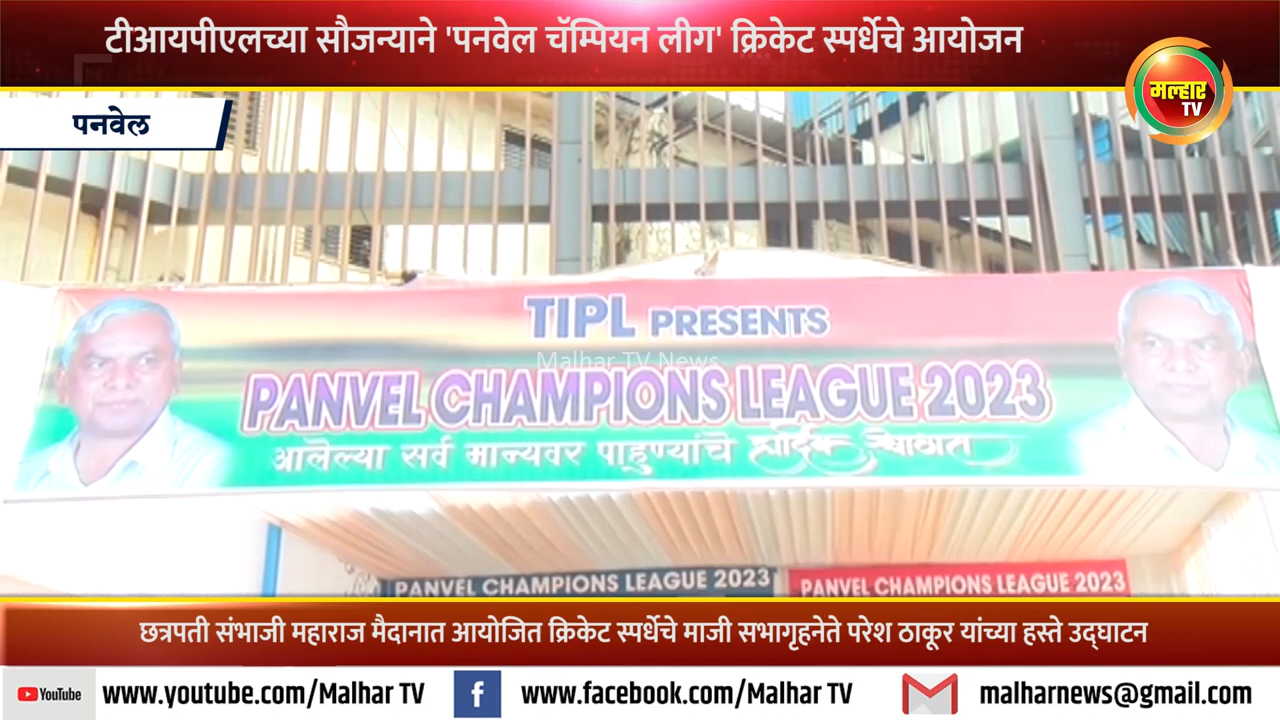 टीआयपीएलच्या सौजन्याने 'पनवेल चॅम्पियन लीग' क्रिकेट स्पर्धेचे आयोजन
मल्हार
TV
पनवेल
TIPL PRESENTS
Malhar TV News
PANVEL CHAMPIONS LEAGUE 2023
आलेल्या सर्व मान्यवर पाहुण्यांचे हार्दिक स्वागत
PANVEL CHAMPIONS LEAGUE 2023
PANVEL CHAMPIONS LEAGUE 2023
छत्रपती संभाजी महाराज मैदानात आयोजित क्रिकेट स्पर्धेचे माजी सभागृहनेते परेश ठाकूर यांच्या हस्ते उद्घाटन
YouTube www.youtube.com/Malhar TV
f www.facebook.com/Malhar TV
malharnews@gmail.com